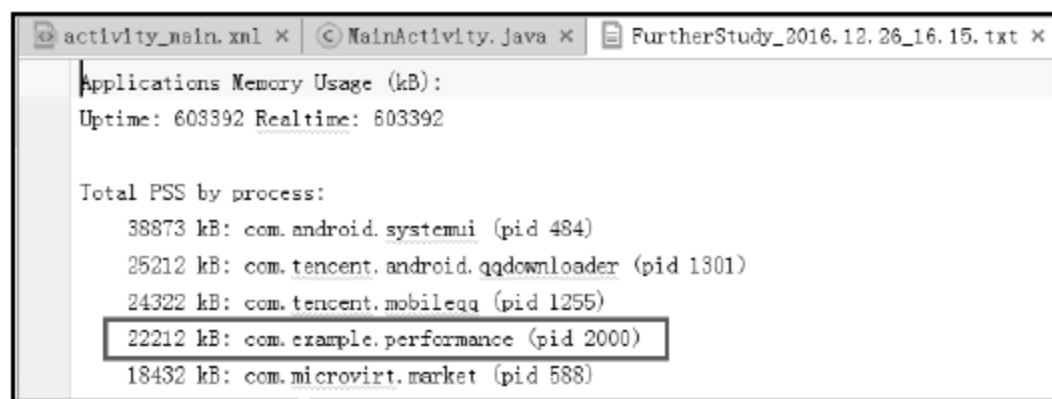 activity_main.xml × MainActivity.java × FurtherStudy_2016.12.26_16.15.txt ×
Applications Memory Usage (kB):
Uptime: 603392 Realtime: 603392
Total PSS by process:
38873 kB: com.android.systemui (pid 484)
25212 kB: com.tencent.android.qqdownloader (pid 1301)
24322 kB: com.tencent.mobileqq (pid 1255)
22212 kB: com.example.performance (pid 2000)
18432 kB: com.microvirt.market (pid 588)